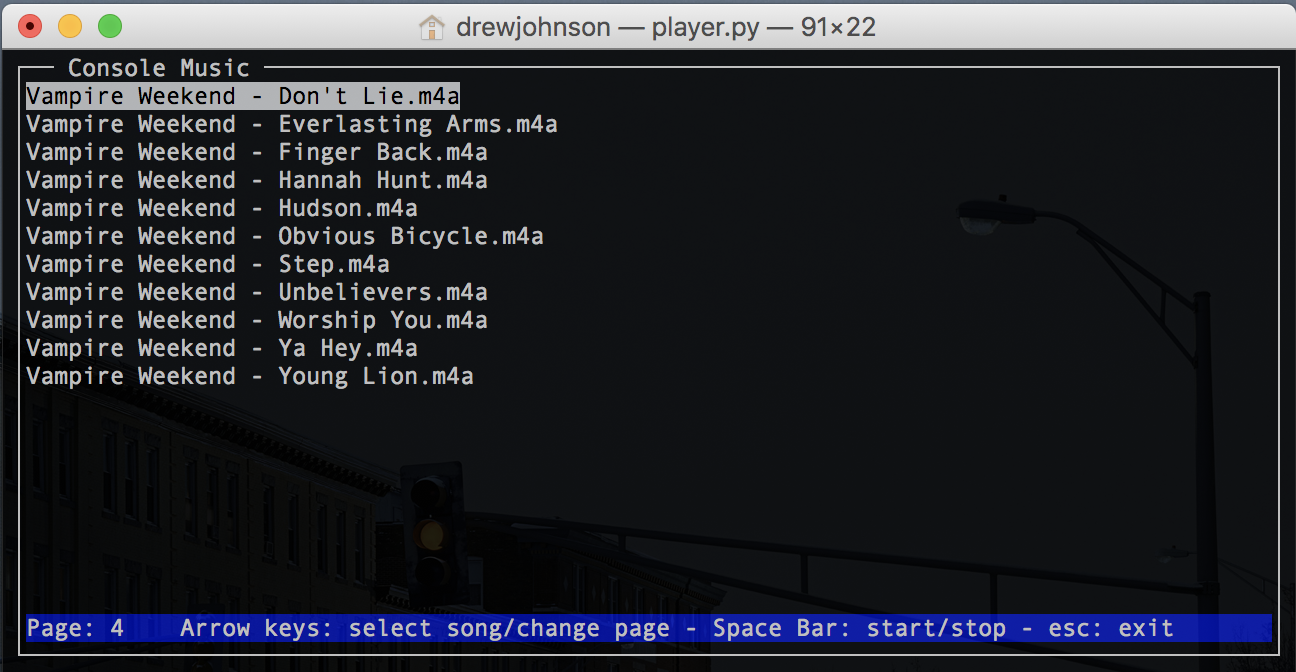 drewjohnson — player.py — 91×22
Console Music
Vampire Weekend - Don't Lie.m4a
Vampire Weekend - Everlasting Arms.m4a
Vampire Weekend - Finger Back.m4a
Vampire Weekend - Hannah Hunt.m4a
Vampire Weekend - Hudson.m4a
Vampire Weekend - Obvious Bicycle.m4a
Vampire Weekend - Step.m4a
Vampire Weekend - Unbelievers.m4a
Vampire Weekend - Worship You.m4a
Vampire Weekend - Ya Hey.m4a
Vampire Weekend - Young Lion.m4a
Page: 4    Arrow keys: select song/change page - Space Bar: start/stop - esc: exit